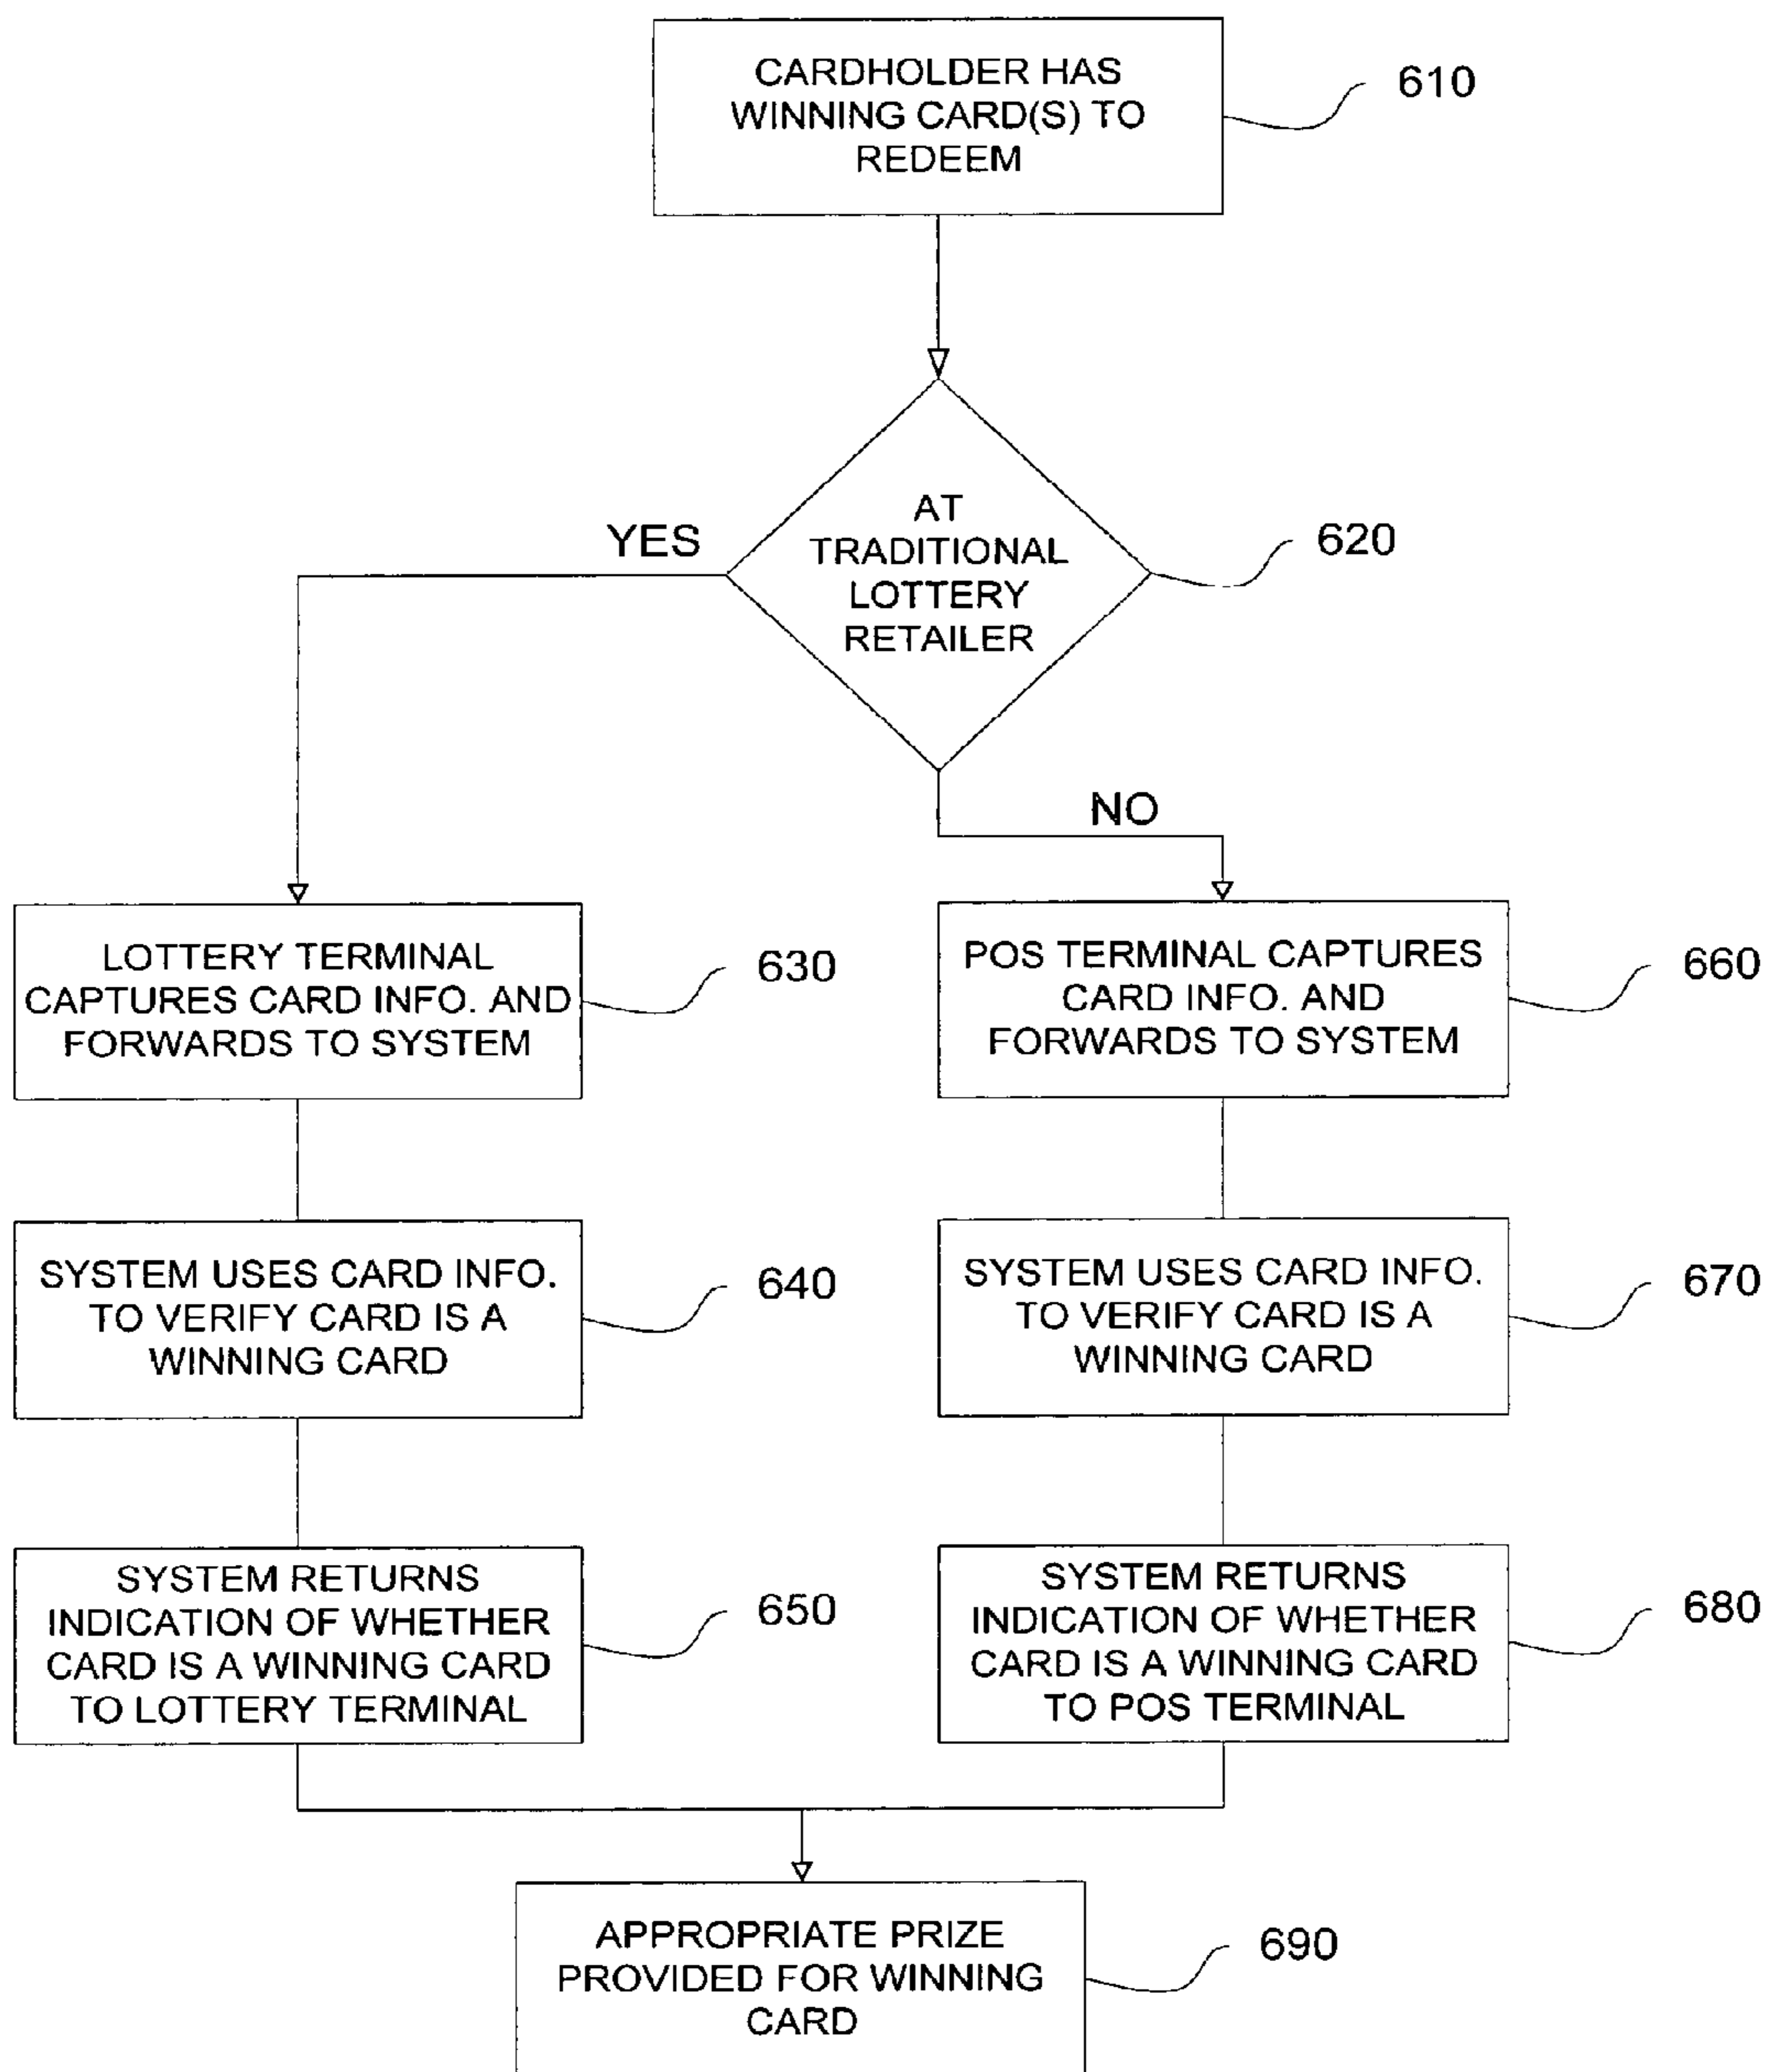 CARDHOLDER HAS
WINNING CARD(S) TO
REDEEM
610
AT
TRADITIONAL
LOTTERY
RETAILER
620
YES
NO
LOTTERY TERMINAL
CAPTURES CARD INFO. AND
FORWARDS TO SYSTEM
630
POS TERMINAL CAPTURES
CARD INFO. AND
FORWARDS TO SYSTEM
660
SYSTEM USES CARD INFO.
TO VERIFY CARD IS A
WINNING CARD
640
SYSTEM USES CARD INFO.
TO VERIFY CARD IS A
WINNING CARD
670
SYSTEM RETURNS
INDICATION OF WHETHER
CARD IS A WINNING CARD
TO LOTTERY TERMINAL
650
SYSTEM RETURNS
INDICATION OF WHETHER
CARD IS A WINNING CARD
TO POS TERMINAL
680
APPROPRIATE PRIZE
PROVIDED FOR WINNING
CARD
690